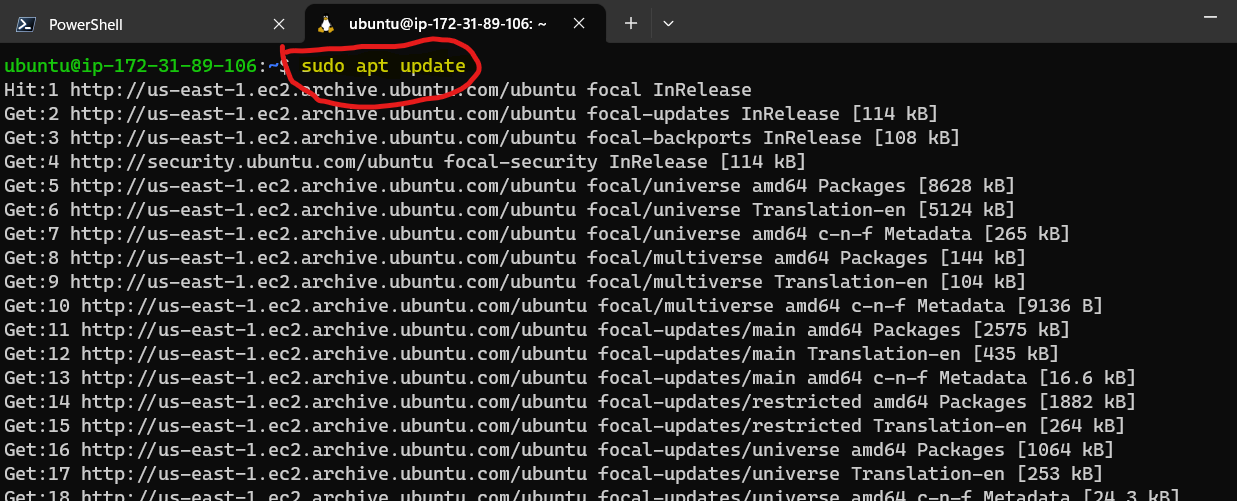 PowerShell
ubuntu@ip-172-31-89-106: ~
ubuntu@ip-172-31-89-106:~$ sudo apt update
Hit:1 http://us-east-1.ec2.archive.ubuntu.com/ubuntu focal InRelease
Get:2 http://us-east-1.ec2.archive.ubuntu.com/ubuntu focal-updates InRelease [114 kB]
Get:3 http://us-east-1.ec2.archive.ubuntu.com/ubuntu focal-backports InRelease [108 kB]
Get:4 http://security.ubuntu.com/ubuntu focal-security InRelease [114 kB]
Get:5 http://us-east-1.ec2.archive.ubuntu.com/ubuntu focal/universe amd64 Packages [8628 kB]
Get:6 http://us-east-1.ec2.archive.ubuntu.com/ubuntu focal/universe Translation-en [5124 kB]
Get:7 http://us-east-1.ec2.archive.ubuntu.com/ubuntu focal/universe amd64 c-n-f Metadata [265 kB]
Get:8 http://us-east-1.ec2.archive.ubuntu.com/ubuntu focal/multiverse amd64 Packages [144 kB]
Get:9 http://us-east-1.ec2.archive.ubuntu.com/ubuntu focal/multiverse Translation-en [104 kB]
Get:10 http://us-east-1.ec2.archive.ubuntu.com/ubuntu focal/multiverse amd64 c-n-f Metadata [9136 B]
Get:11 http://us-east-1.ec2.archive.ubuntu.com/ubuntu focal-updates/main amd64 Packages [2575 kB]
Get:12 http://us-east-1.ec2.archive.ubuntu.com/ubuntu focal-updates/main Translation-en [435 kB]
Get:13 http://us-east-1.ec2.archive.ubuntu.com/ubuntu focal-updates/main amd64 c-n-f Metadata [16.6 kB]
Get:14 http://us-east-1.ec2.archive.ubuntu.com/ubuntu focal-updates/restricted amd64 Packages [1882 kB]
Get:15 http://us-east-1.ec2.archive.ubuntu.com/ubuntu focal-updates/restricted Translation-en [264 kB]
Get:16 http://us-east-1.ec2.archive.ubuntu.com/ubuntu focal-updates/universe amd64 Packages [1064 kB]
Get:17 http://us-east-1.ec2.archive.ubuntu.com/ubuntu focal-updates/universe Translation-en [253 kB]
Get:18 http://us-east-1.ec2.archive.ubuntu.com/ubuntu focal-updates/universe amd64 c-n-f Metadata [24.3 kB]